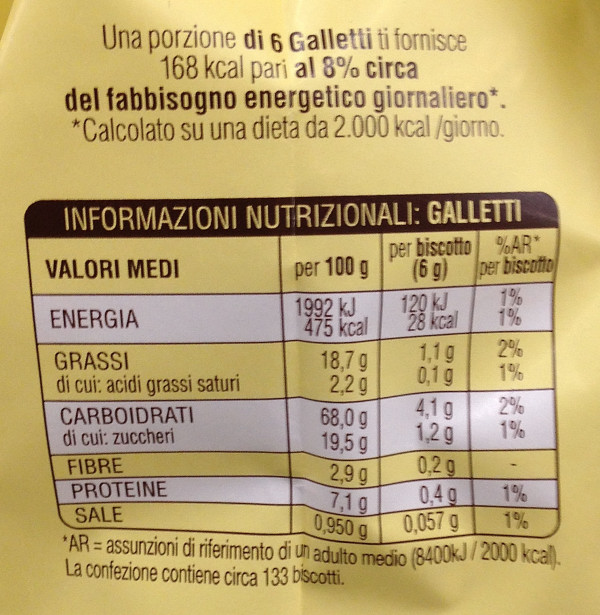 Una porzione di 6 Galletti ti fornisce
168 kcal pari al 8% circa
del fabbisogno energetico giornaliero*.
*Calcolato su una dieta da 2.000 kcal /giorno.
INFORMAZIONI NUTRIZIONALI: GALLETTI
VALORI MEDI per 100 g per biscotto (6 g) %AR* per biscotto
ENERGIA 1992 kJ 120 kJ 1%
475 kcal 28 kcal 1%
GRASSI 18,7 g 1,1 g 2%
di cui: acidi grassi saturi 2,2 g 0,1 g 1%
CARBOIDRATI 68,0 g 4,1 g 2%
di cui: zuccheri 19,5 g 1,2 g 1%
FIBRE 2,9 g 0,2 g -
PROTEINE 7,1 g 0,4 g 1%
SALE 0,950 g 0,057 g 1%
*AR = assunzioni di riferimento di un adulto medio (8400kJ / 2000 kcal).
La confezione contiene circa 133 biscotti.